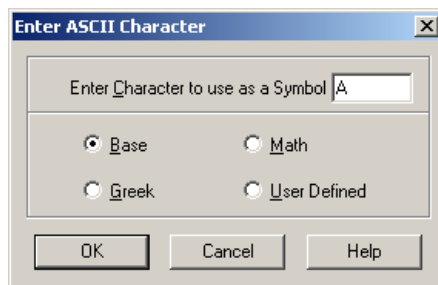 Enter ASCII Character
Enter Character to use as a Symbol A
Base Math
Greek User Defined
OK Cancel Help